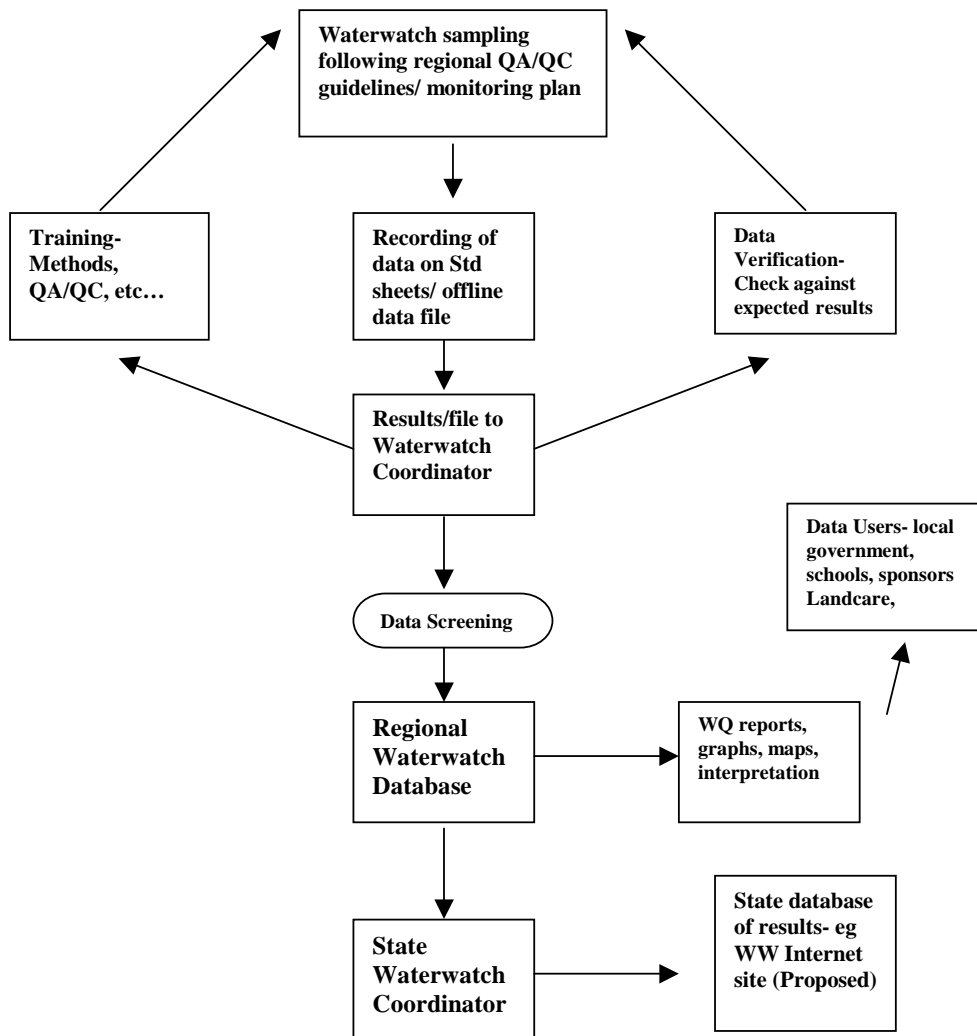 Waterwatch sampling
following regional QA/QC
guidelines/ monitoring plan
Training-
Methods,
QA/QC, etc…
Recording of
data on Std
sheets/ offline
data file
Data
Verification-
Check against
expected results
Results/file to
Waterwatch
Coordinator
Data Users- local
government,
schools, sponsors
Landcare,
Data Screening
Regional
Waterwatch
Database
WQ reports,
graphs, maps,
interpretation
State
Waterwatch
Coordinator
State database
of results- eg
WW Internet
site (Proposed)